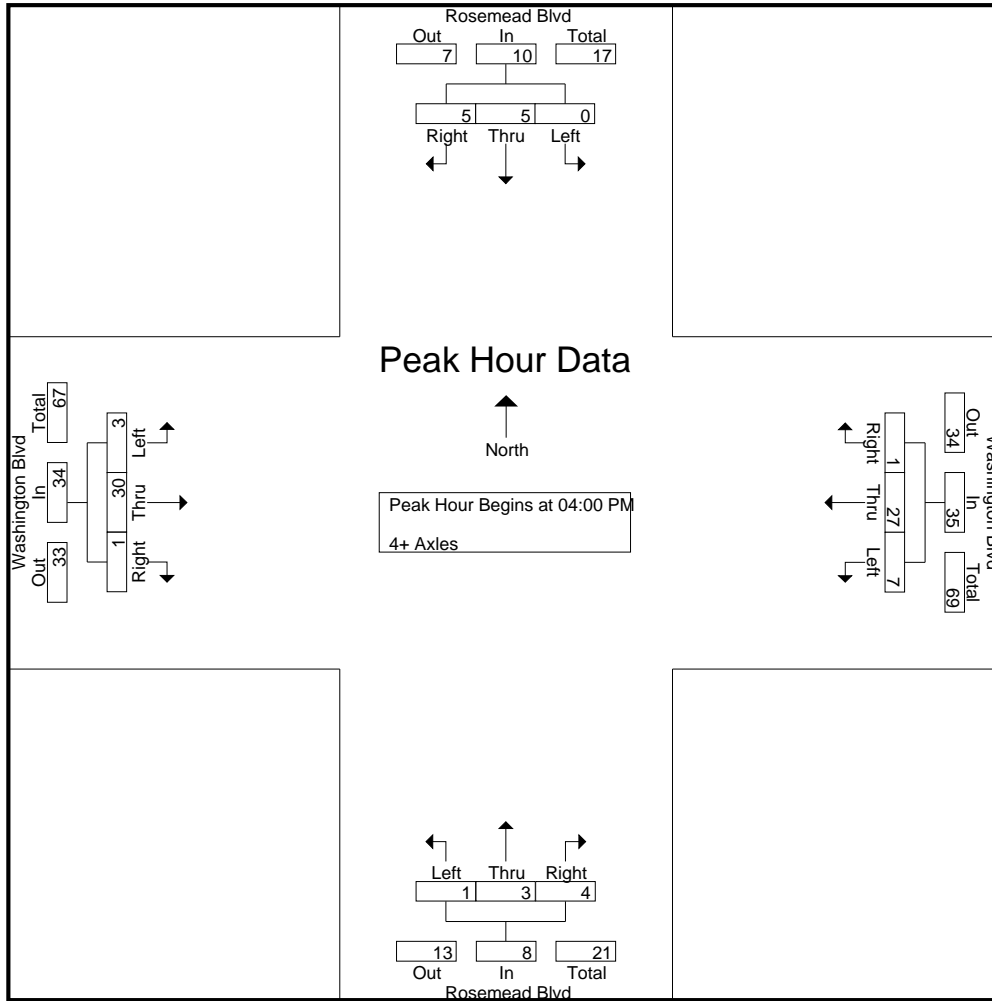 Rosemead Blvd
Out In Total
7 10 17
5 5 0
Right Thru Left
Peak Hour Data
North
Peak Hour Begins at 04:00 PM
4+ Axles
Washington Blvd
Total In Out
67 34 33
3 30 1
Left Thru Right
Washington Blvd
Out In Total
34 35 69
1 27 7
Right Thru Left
Left Thru Right
1 3 4
13 8 21
Out In Total
Rosemead Blvd